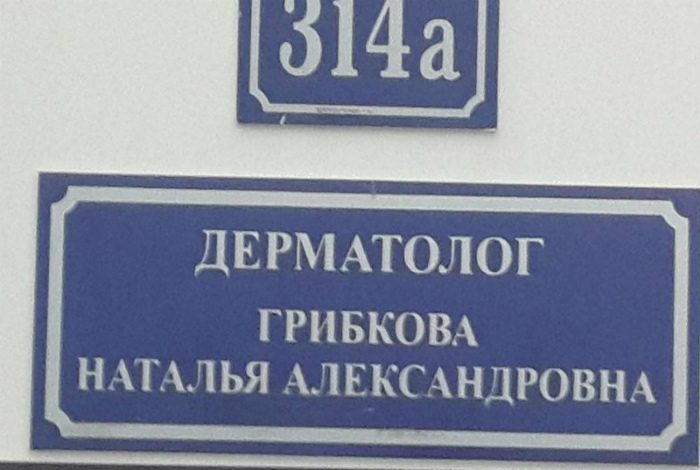 314а
ДЕРМАТОЛОГ
ГРИБКОВА
НАТАЛЬЯ АЛЕКСАНДРОВНА